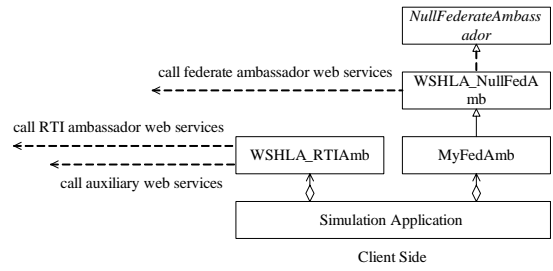 NullFederateAmbass
ador
call federate ambassador web services
WSHLA_NullFedA
mb
call RTI ambassador web services
WSHLA_RTIAmb
MyFedAmb
call auxiliary web services
Simulation Application
Client Side